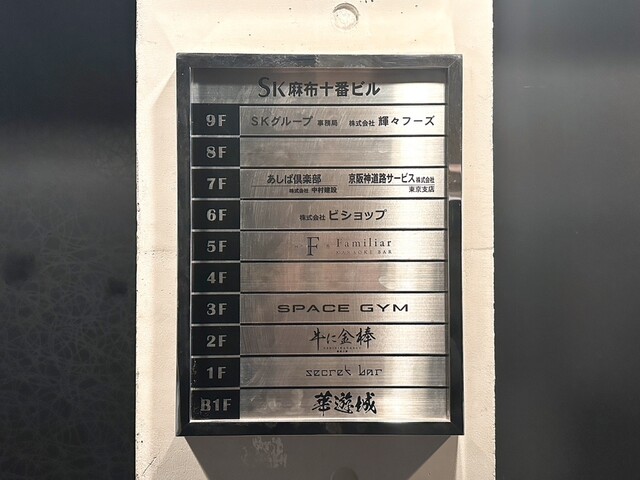 SK麻布十番ビル
9F SKグループ 事務局 株式会社 輝々フーズ
8F
7F あしば倶楽部 京阪神道路サービス株式会社
株式会社 中村建設 東京支店
6F 株式会社 ビショップ
5F F Familiar
KARAOKE BAR
4F
3F SPACE GYM
2F 牛に金棒
1F secret bar
B1F 華遊城